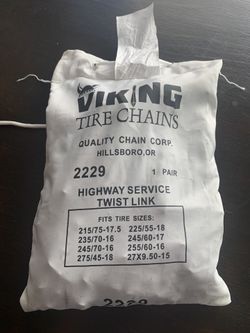 VIKING
TIRE CHAINS
QUALITY CHAIN CORP.
HILLSBORO, OR
2229 1 PAIR
HIGHWAY SERVICE
TWIST LINK
FITS TIRE SIZES:
215/75-17.5 225/55-18
235/70-16 245/60-17
245/70-16 255/60-16
275/45-18 27X9.50-15
2229